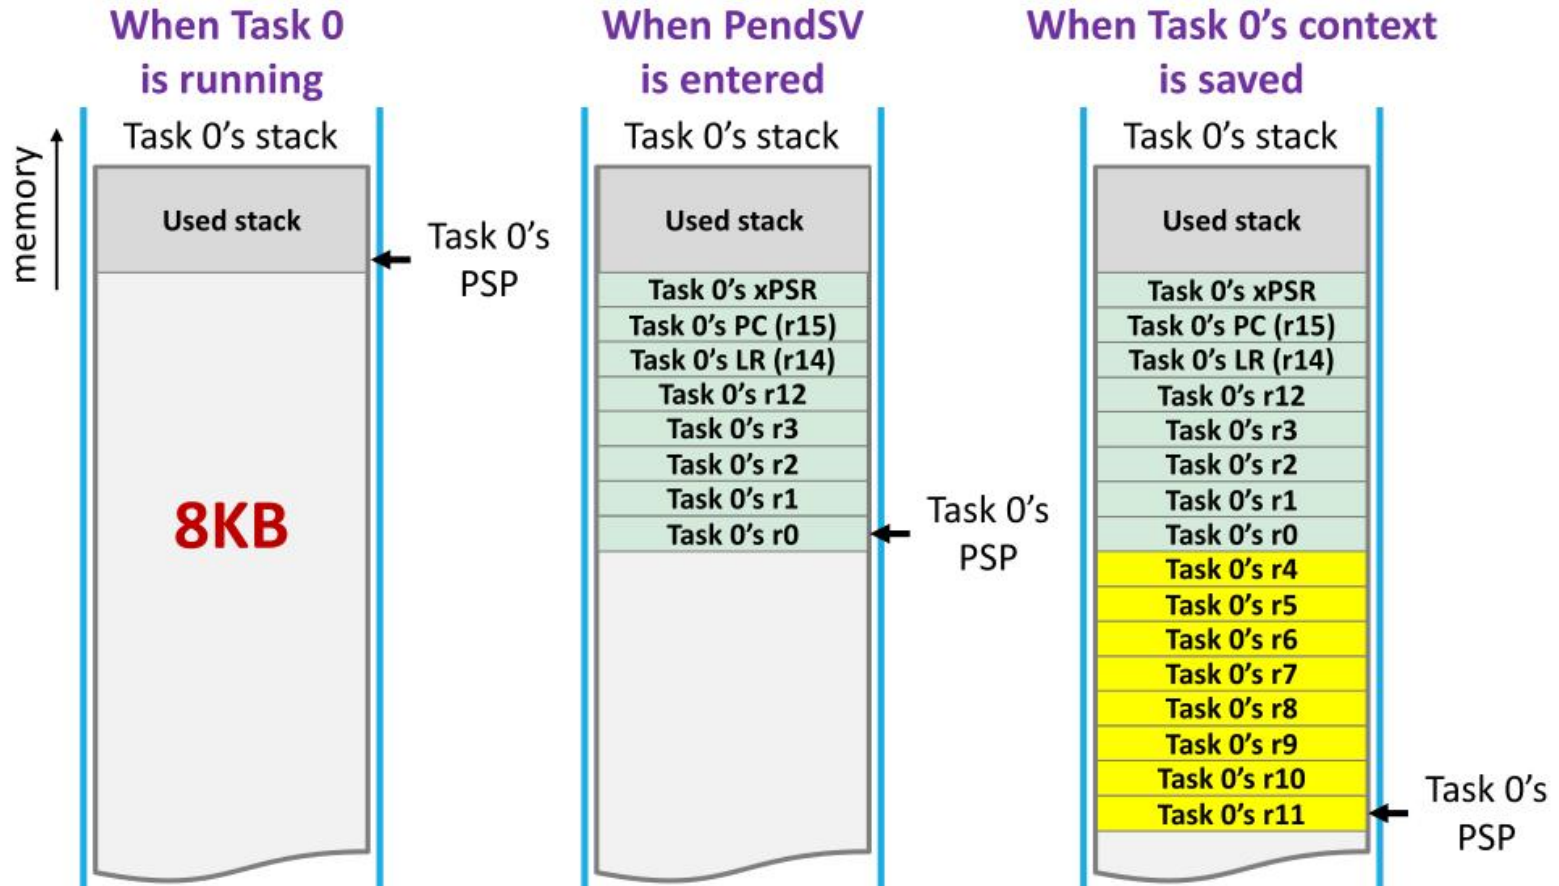 When Task 0
is running
When PendSV
is entered
When Task 0's context
is saved
memory
Task 0's stack
Used stack
8KB
Task 0's
PSP
Task 0's stack
Used stack
Task 0's xPSR
Task 0's PC (r15)
Task 0's LR (r14)
Task 0's r12
Task 0's r3
Task 0's r2
Task 0's r1
Task 0's r0
Task 0's
PSP
Task 0's stack
Used stack
Task 0's xPSR
Task 0's PC (r15)
Task 0's LR (r14)
Task 0's r12
Task 0's r3
Task 0's r2
Task 0's r1
Task 0's r0
Task 0's r4
Task 0's r5
Task 0's r6
Task 0's r7
Task 0's r8
Task 0's r9
Task 0's r10
Task 0's r11
Task 0's
PSP